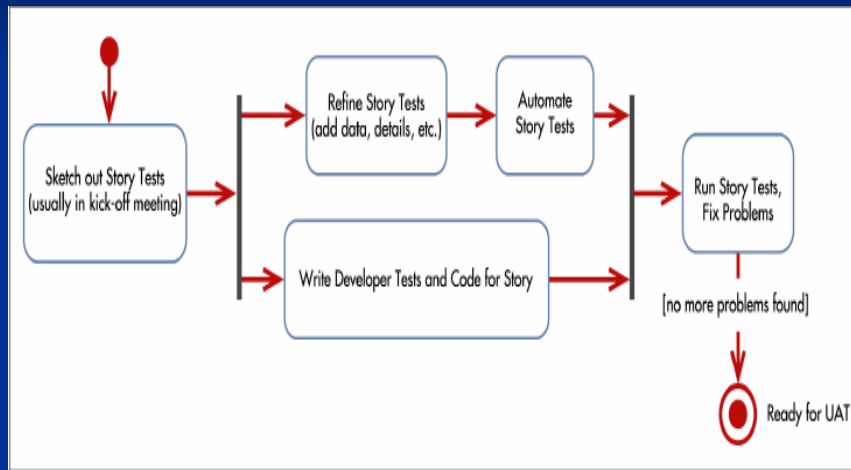 Sketch out Story Tests
(usually in kick-off meeting)
Refine Story Tests
(add data, details, etc.)
Automate
Story Tests
Write Developer Tests and Code for Story
Run Story Tests,
Fix Problems
[no more problems found]
Ready for UAT